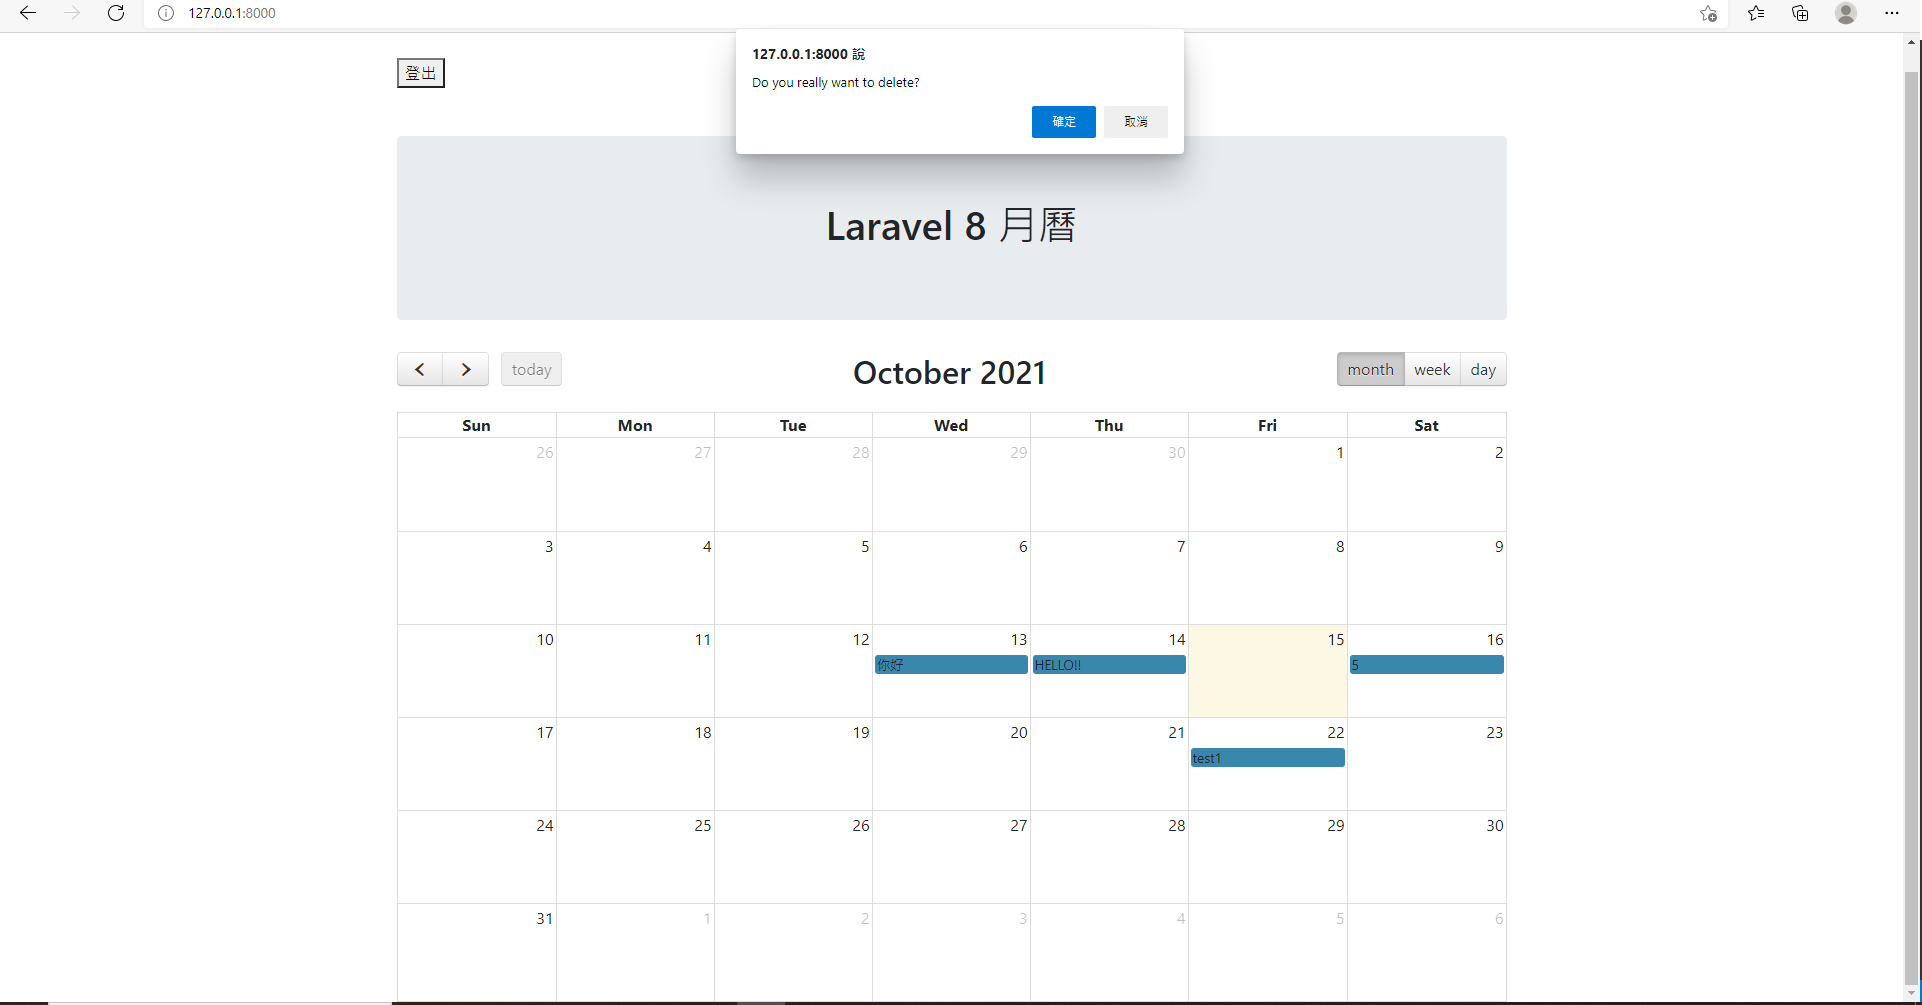 127.0.0.1:8000
127.0.0.1:8000 說
Do you really want to delete?
確定 取消
登出
Laravel 8 月曆
today
October 2021
month week day
Sun Mon Tue Wed Thu Fri Sat
26 27 28 29 30 1 2
3 4 5 6 7 8 9
10 11 12 13 14 15 16
你好 HELLO!! 5
17 18 19 20 21 22 23
test1
24 25 26 27 28 29 30
31 1 2 3 4 5 6